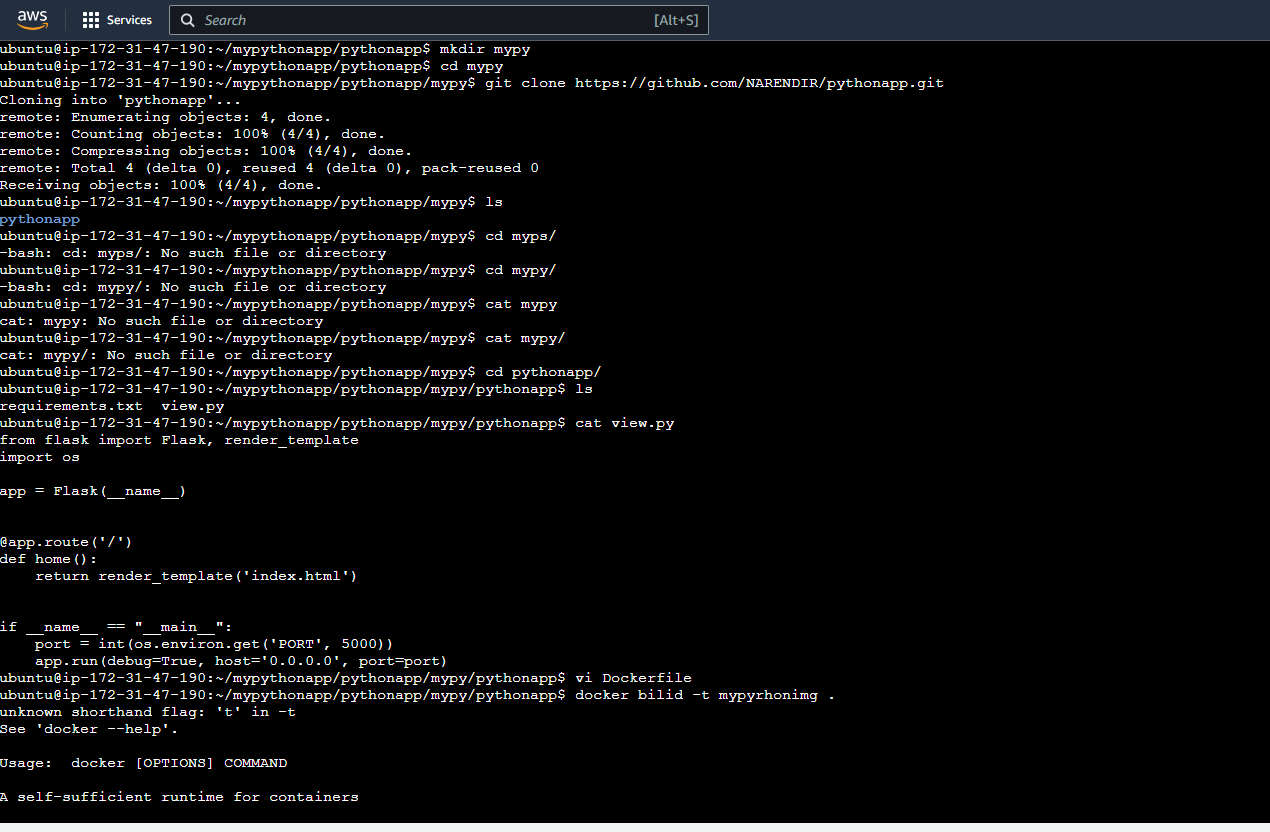 aws
Services
Search
[Alt+S]
ubuntu@ip-172-31-47-190:~/mypythonapp/pythonapp$ mkdir mypy
ubuntu@ip-172-31-47-190:~/mypythonapp/pythonapp$ cd mypy
ubuntu@ip-172-31-47-190:~/mypythonapp/pythonapp/mypy$ git clone https://github.com/NARENDIR/pythonapp.git
Cloning into 'pythonapp'...
remote: Enumerating objects: 4, done.
remote: Counting objects: 100% (4/4), done.
remote: Compressing objects: 100% (4/4), done.
remote: Total 4 (delta 0), reused 4 (delta 0), pack-reused 0
Receiving objects: 100% (4/4), done.
ubuntu@ip-172-31-47-190:~/mypythonapp/pythonapp/mypy$ ls
pythonapp
ubuntu@ip-172-31-47-190:~/mypythonapp/pythonapp/mypy$ cd myps/
-bash: cd: myps/: No such file or directory
ubuntu@ip-172-31-47-190:~/mypythonapp/pythonapp/mypy$ cd mypy/
-bash: cd: mypy/: No such file or directory
ubuntu@ip-172-31-47-190:~/mypythonapp/pythonapp/mypy$ cat mypy
cat: mypy: No such file or directory
ubuntu@ip-172-31-47-190:~/mypythonapp/pythonapp/mypy$ cat mypy/
cat: mypy/: No such file or directory
ubuntu@ip-172-31-47-190:~/mypythonapp/pythonapp/mypy$ cd pythonapp/
ubuntu@ip-172-31-47-190:~/mypythonapp/pythonapp/mypy/pythonapp$ ls
requirements.txt  view.py
ubuntu@ip-172-31-47-190:~/mypythonapp/pythonapp/mypy/pythonapp$ cat view.py
from flask import Flask, render_template
import os

app = Flask(__name__)


@app.route('/')
def home():
    return render_template('index.html')


if __name__ == "__main__":
    port = int(os.environ.get('PORT', 5000))
    app.run(debug=True, host='0.0.0.0', port=port)
ubuntu@ip-172-31-47-190:~/mypythonapp/pythonapp/mypy/pythonapp$ vi Dockerfile
ubuntu@ip-172-31-47-190:~/mypythonapp/pythonapp/mypy/pythonapp$ docker bilid -t mypyrhonimg .
unknown shorthand flag: 't' in -t
See 'docker --help'.

Usage:  docker [OPTIONS] COMMAND

A self-sufficient runtime for containers